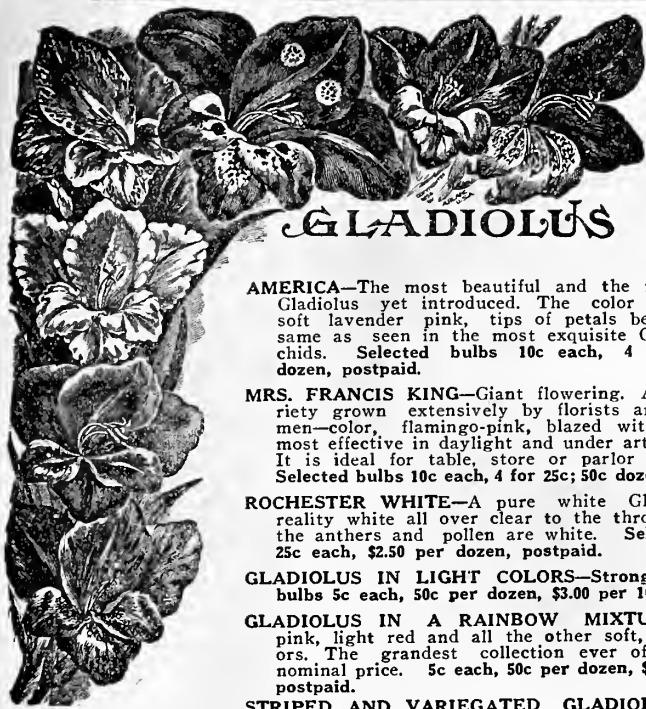 GLADIOLUS
AMERICA—The most beautiful and the
Gladiolus yet introduced. The color
soft lavender pink, tips of petals be
same as seen in the most exquisite
chids. Selected bulbs 10c each, 4
dozen, postpaid.
MRS. FRANCIS KING—Giant flowering.
riety grown extensively by florists
men—color, flamingo-pink, blazed wit
most effective in daylight and under art
It is ideal for table, store or parlor
Selected bulbs 10c each, 4 for 25c; 50c doz
ROCHESTER WHITE—A pure white Gl
reality white all over clear to the thro
the anthers and pollen are white. Se
25c each, $2.50 per dozen, postpaid.
GLADIOLUS IN LIGHT COLORS—Strong
bulbs 5c each, 50c per dozen, $3.00 per 1
GLADIOLUS IN A RAINBOW MIXTU
pink, light red and all the other soft,
ors. The grandest collection ever of
nominal price. 5c each, 50c per dozen, $
postpaid.
STRIPED AND VARIEGATED GLADIOL